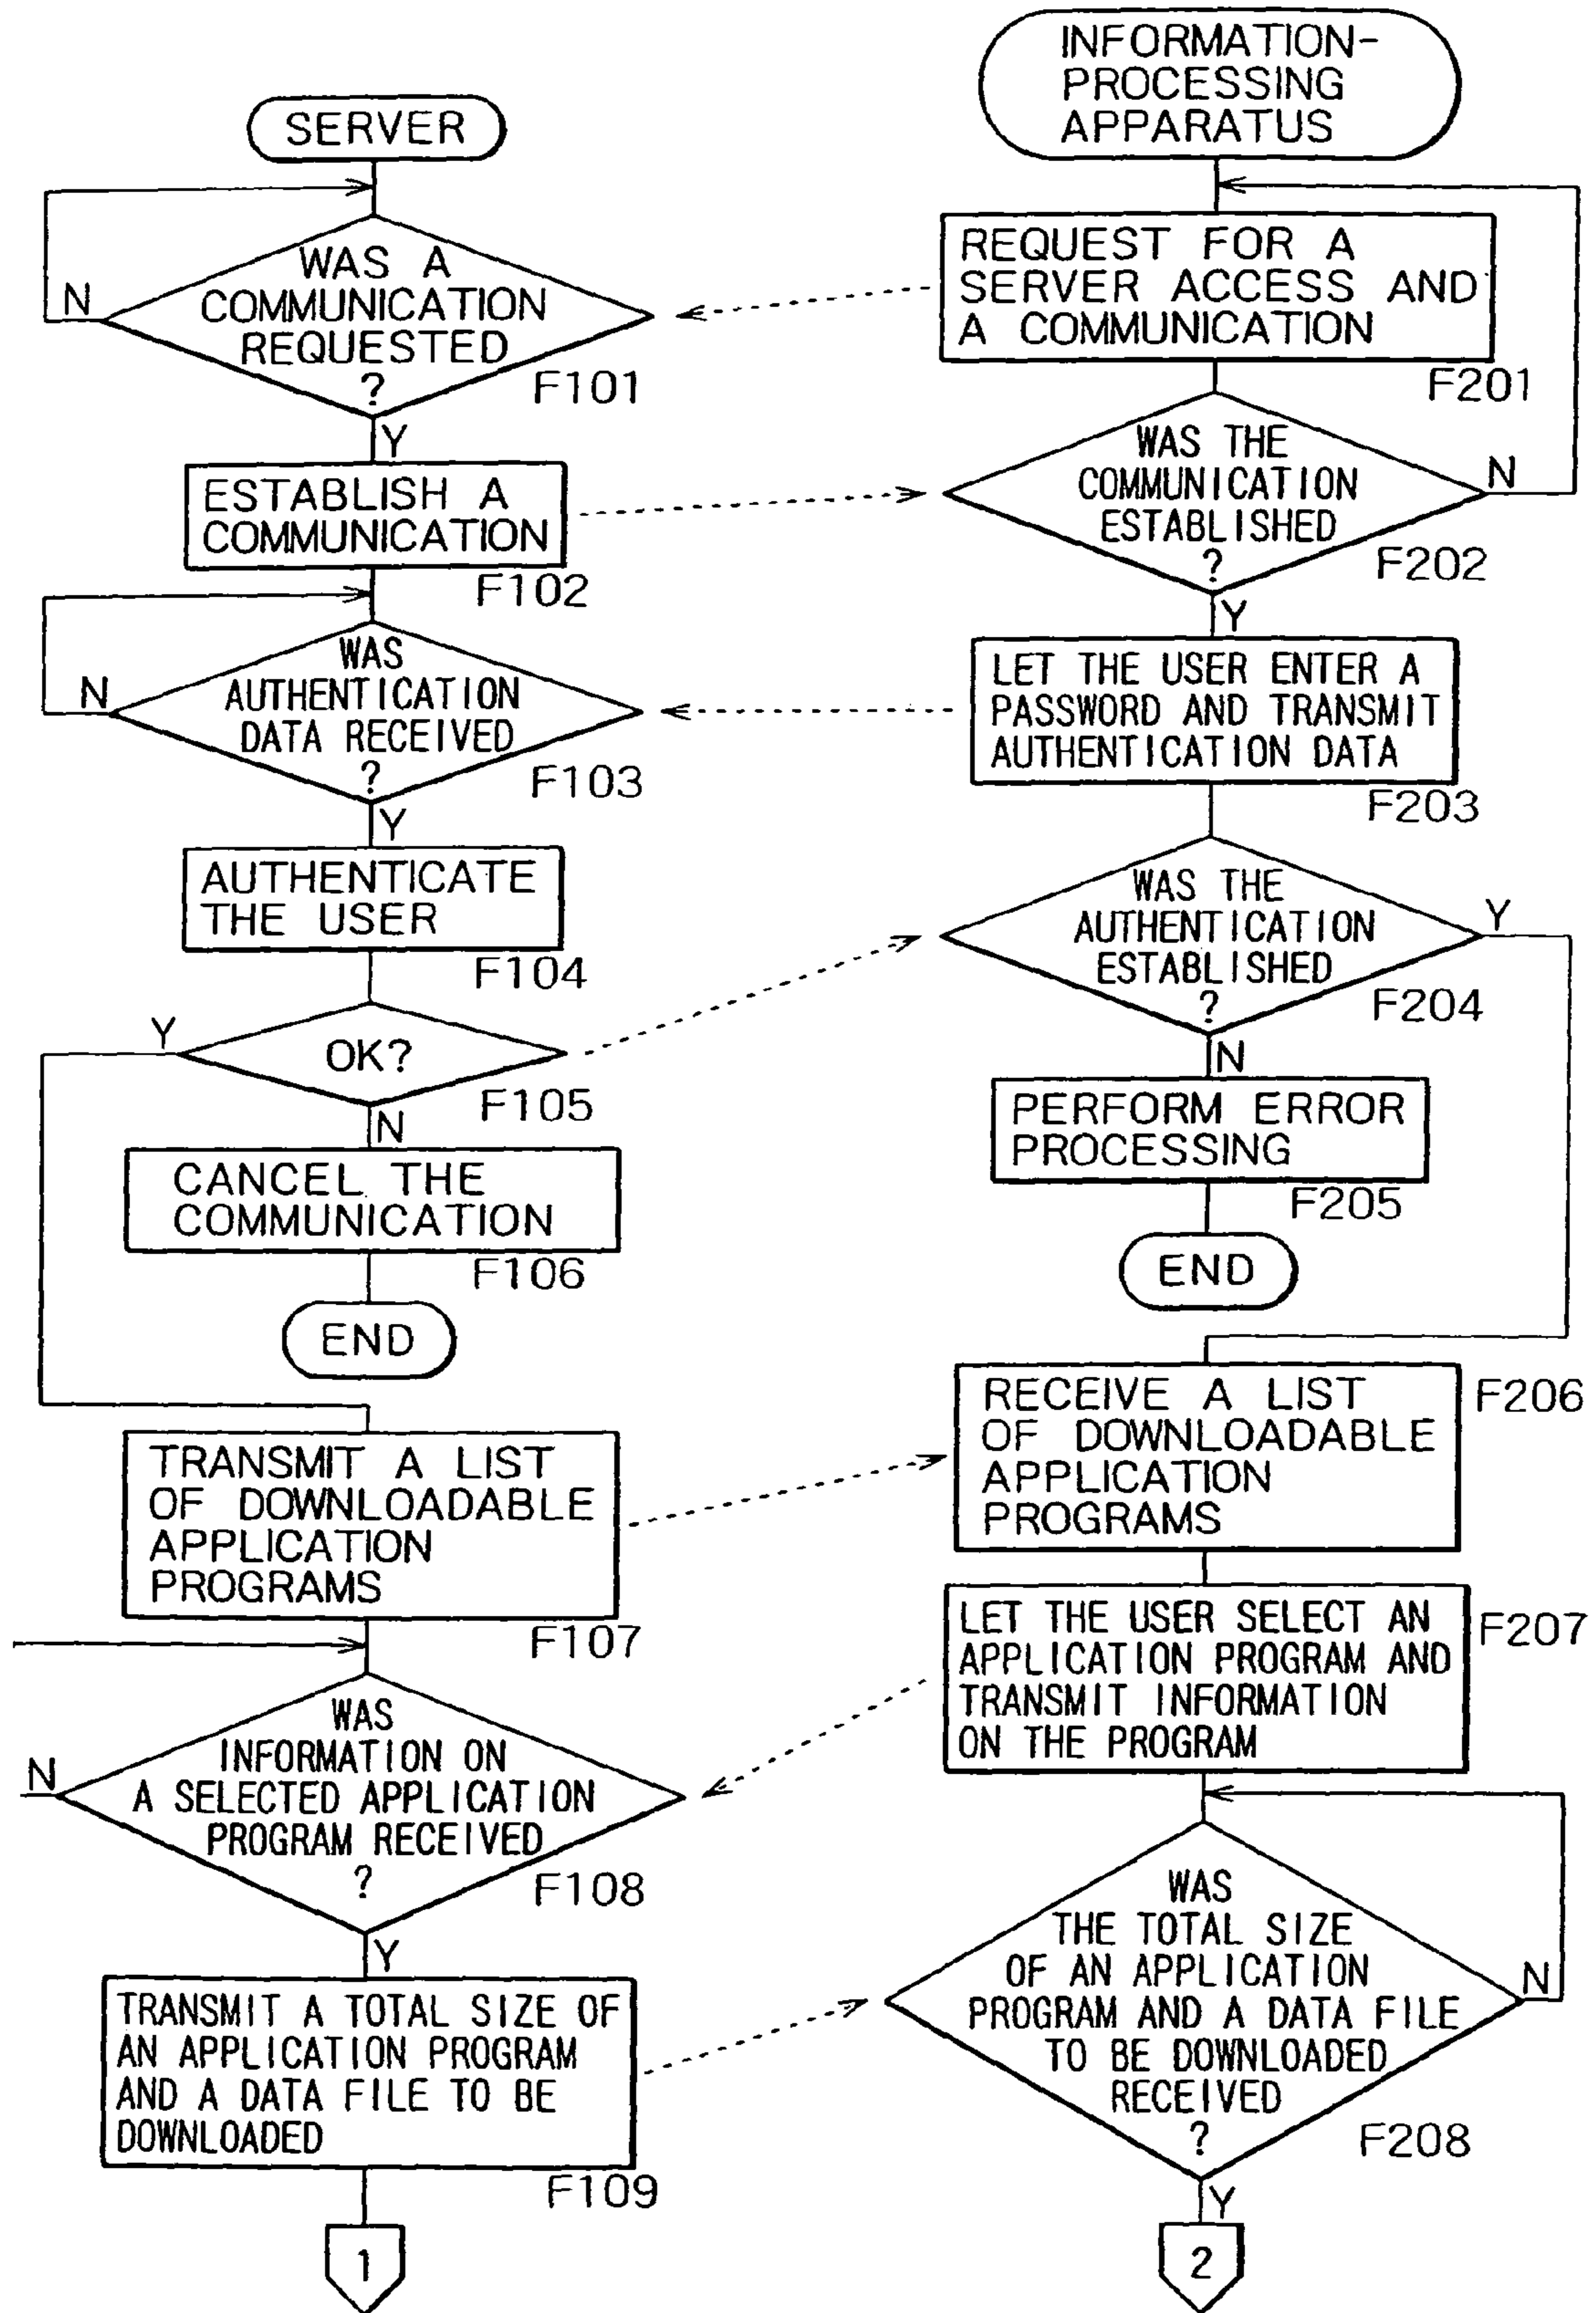 SERVER
WAS A
COMMUNICATION
REQUESTED
?
N
F101
Y
ESTABLISH A
COMMUNICATION
F102
WAS
AUTHENTICATION
DATA RECEIVED
?
N
F103
Y
AUTHENTICATE
THE USER
F104
OK?
Y
F105
N
CANCEL THE
COMMUNICATION
F106
END
TRANSMIT A LIST
OF DOWNLOADABLE
APPLICATION
PROGRAMS
F107
WAS
INFORMATION ON
A SELECTED APPLICATION
PROGRAM RECEIVED
?
N
F108
Y
TRANSMIT A TOTAL SIZE OF
AN APPLICATION PROGRAM
AND A DATA FILE TO BE
DOWNLOADED
F109
1
INFORMATION-
PROCESSING
APPARATUS
REQUEST FOR A
SERVER ACCESS AND
A COMMUNICATION
F201
WAS THE
COMMUNICATION
ESTABLISHED
?
N
F202
Y
LET THE USER ENTER A
PASSWORD AND TRANSMIT
AUTHENTICATION DATA
F203
WAS THE
AUTHENTICATION
ESTABLISHED
?
Y
F204
N
PERFORM ERROR
PROCESSING
F205
END
RECEIVE A LIST
OF DOWNLOADABLE
APPLICATION
PROGRAMS
F206
LET THE USER SELECT AN
APPLICATION PROGRAM AND
TRANSMIT INFORMATION
ON THE PROGRAM
F207
WAS
THE TOTAL SIZE
OF AN APPLICATION
PROGRAM AND A DATA FILE
TO BE DOWNLOADED
RECEIVED
?
N
F208
Y
2